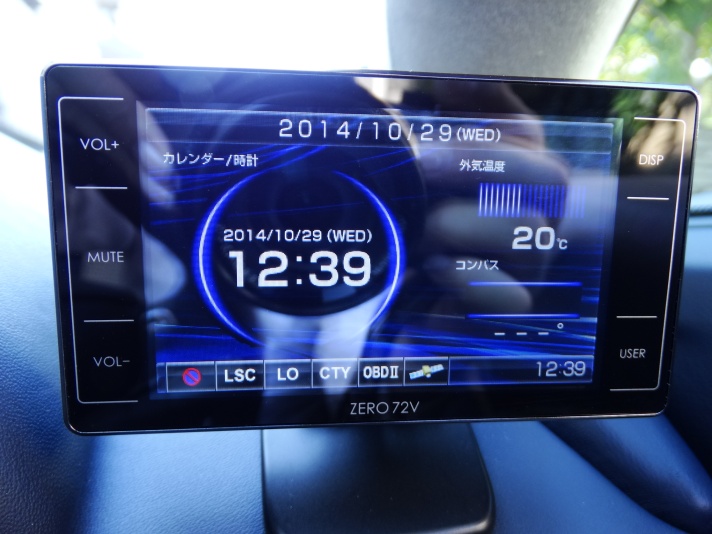 2014/10/29(WED)
VOL+
MUTE
VOL−
カレンダー/時計
2014/10/29 (WED)
12:39
外気温度
20℃
コンパス
---°
LSC LO CTY OBDⅡ
12:39
DISP
USER
ZERO 72V